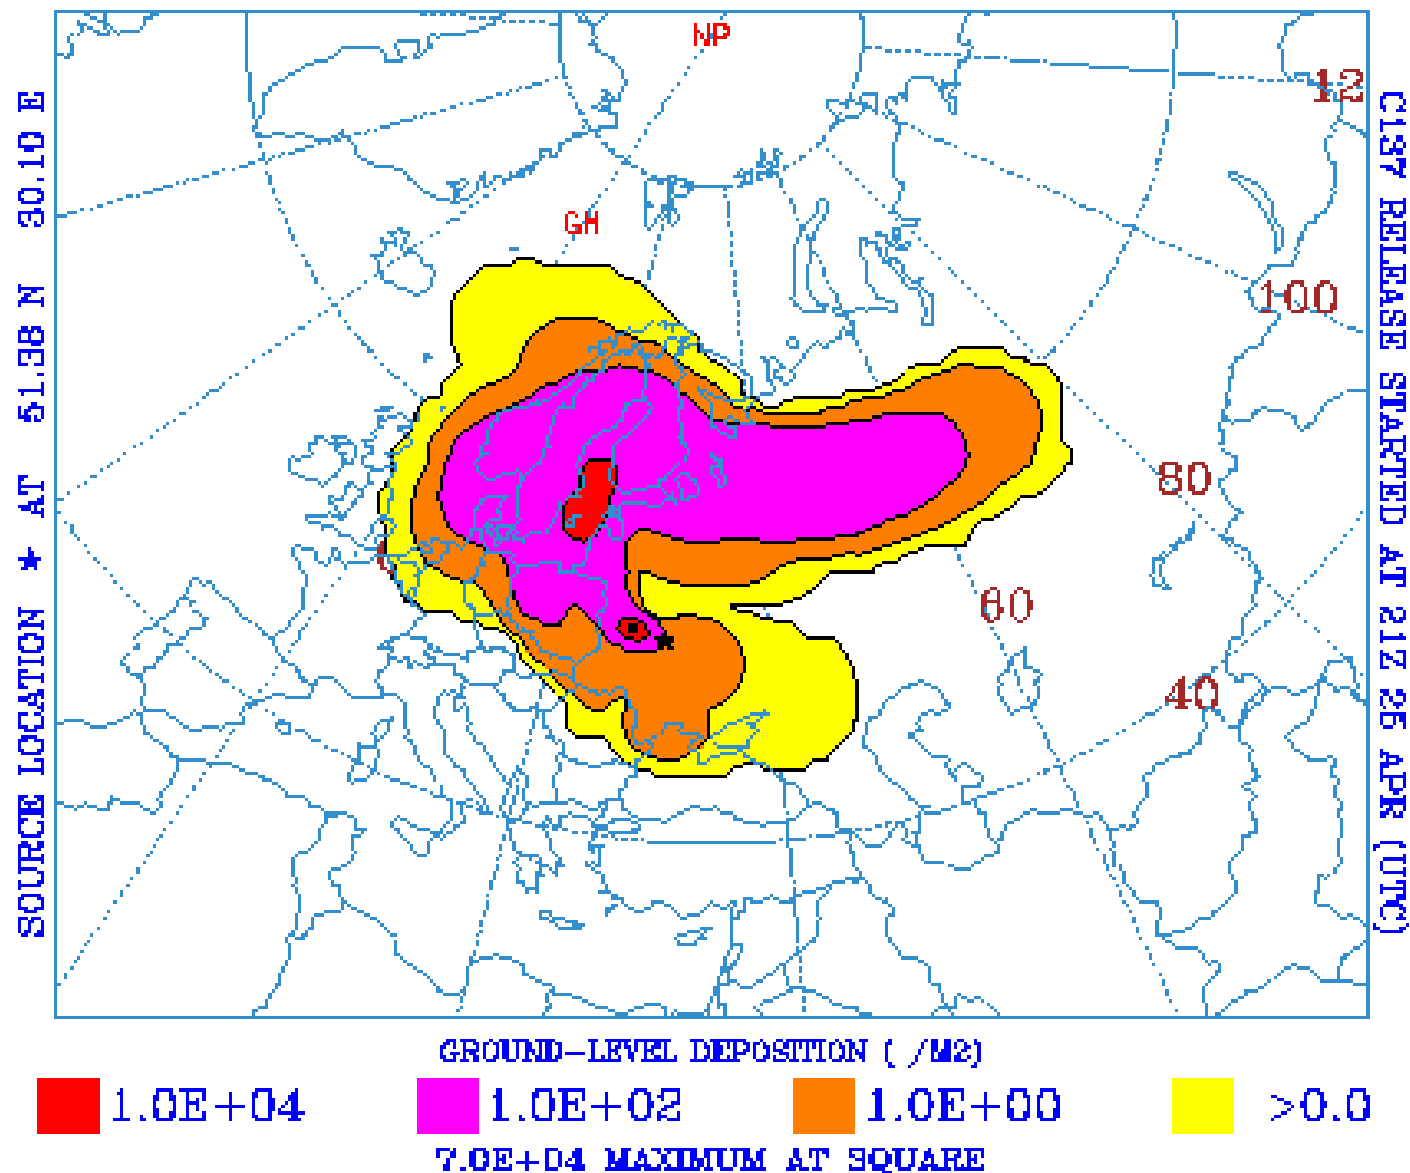 NP
12
GM
100
80
60
40
SOURCE LOCATION ★ AT 51.38 N 30.10 E
C137 RELEASE STARTED AT 21Z 25 APR (UTC)
GROUND-LEVEL DEPOSITION ( /M2)
1.0E+04 1.0E+02 1.0E+00 >0.0
7.0E+04 MAXIMUM AT SQUARE